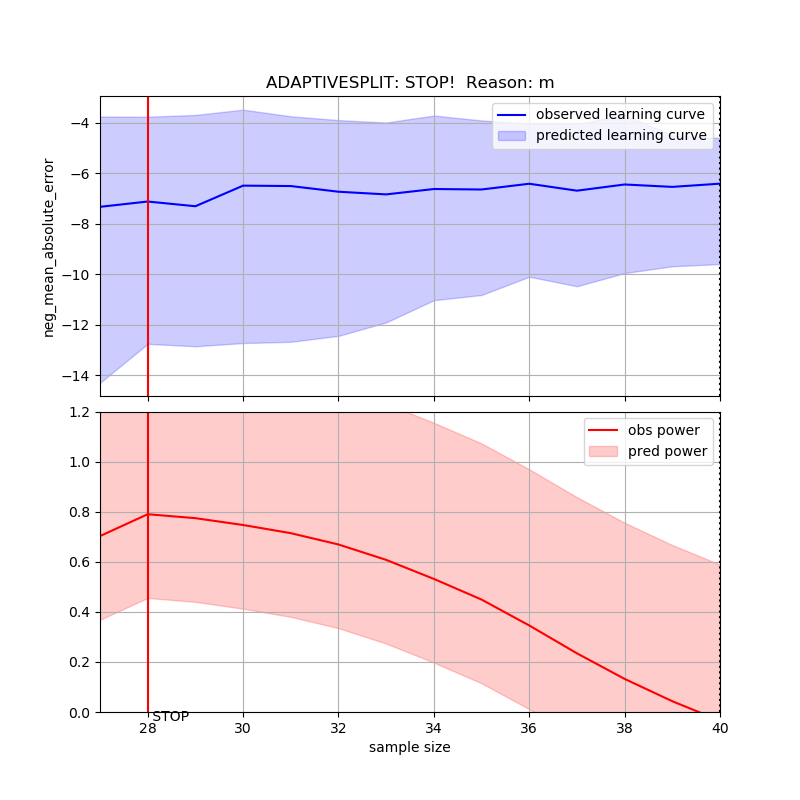 ADAPTIVESPLIT: STOP!  Reason: m
observed learning curve
predicted learning curve
neg_mean_absolute_error
−4
−6
−8
−10
−12
−14
obs power
pred power
1.2
1.0
0.8
0.6
0.4
0.2
0.0
STOP
28 30 32 34 36 38 40
sample size